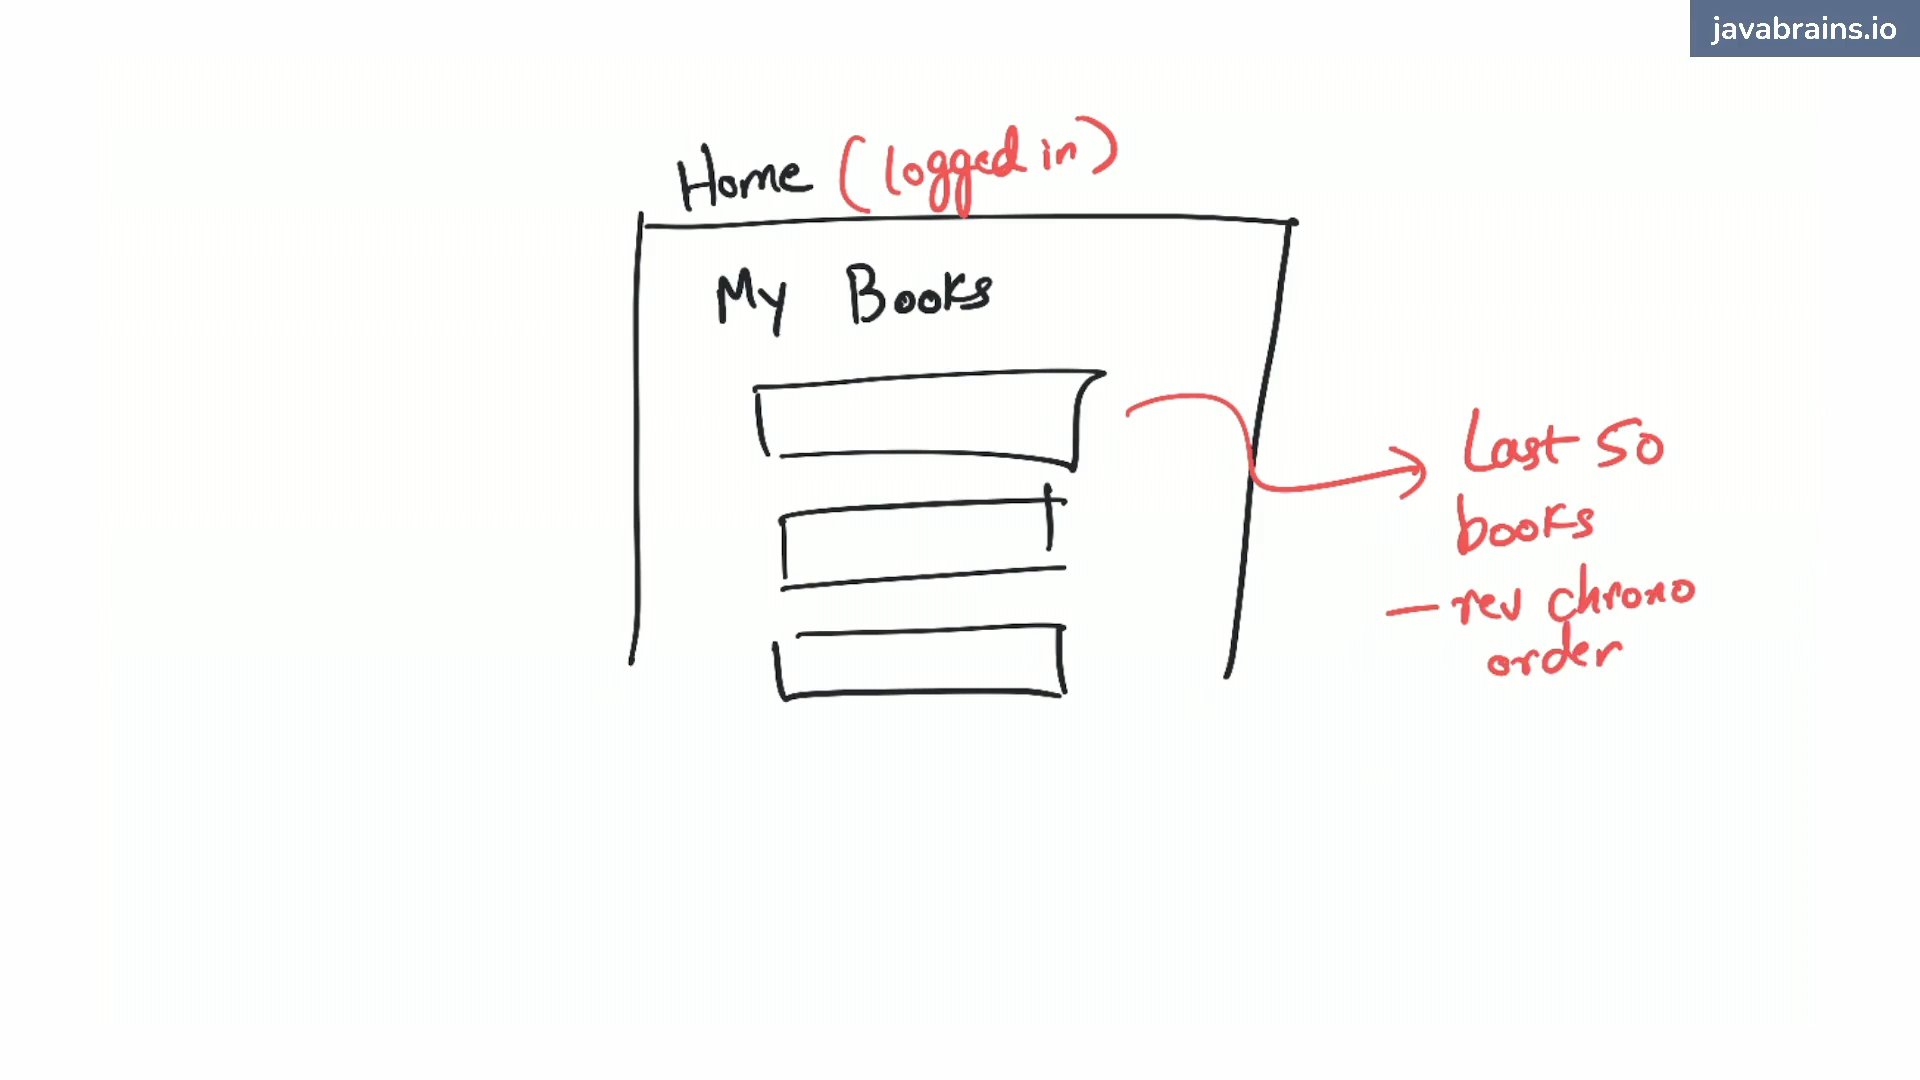 javabrains.io
Home (logged in)
My Books
Last 50
books
— rev chrono
order